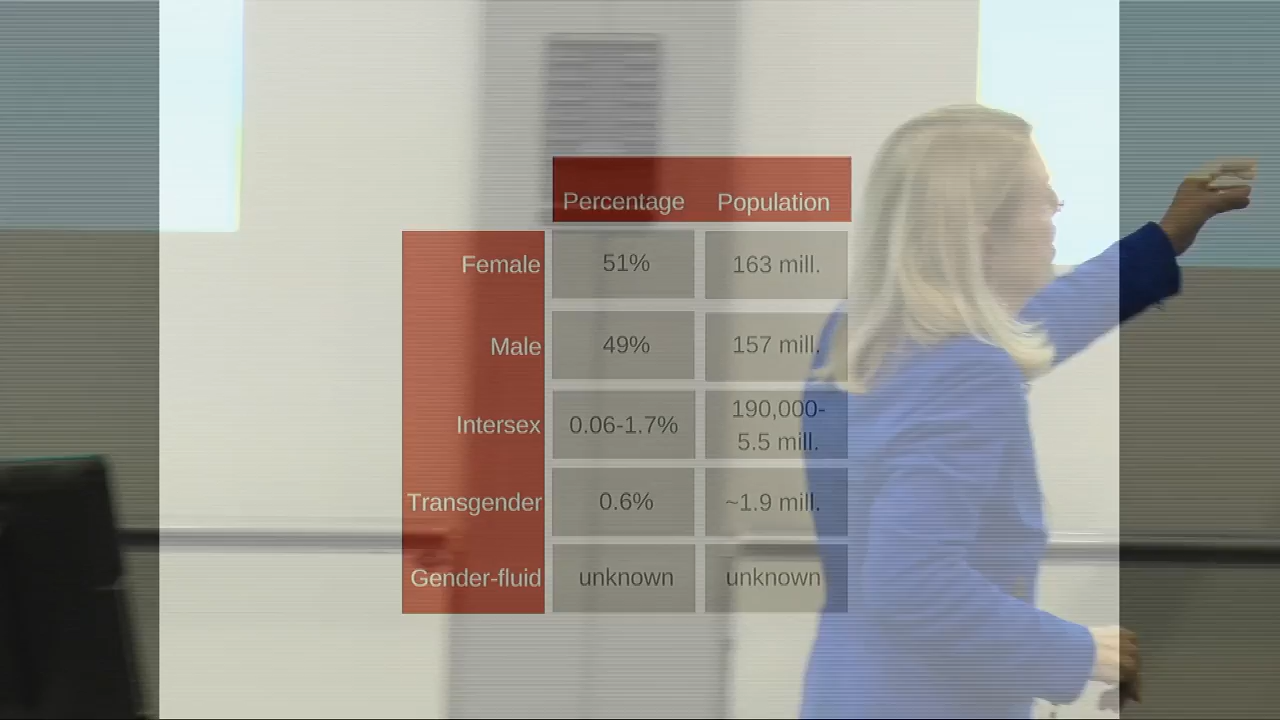 Percentage Population
Female 51% 163 mill.
Male 49% 157 mill.
Intersex 0.06-1.7% 190,000-
5.5 mill.
Transgender 0.6% ~1.9 mill.
Gender-fluid unknown unknown